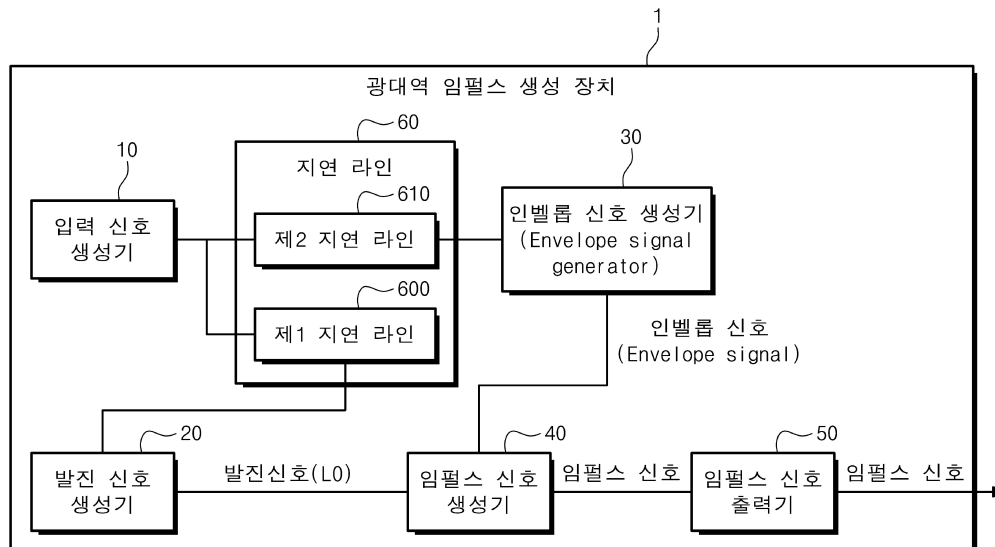 1
광대역 임펄스 생성 장치
60
지연 라인
10
입력 신호
생성기
610
제2 지연 라인
30
인벨롭 신호 생성기
(Envelope signal
generator)
600
제1 지연 라인
인벨롭 신호
(Envelope signal)
20
발진 신호
생성기
발진신호(LO)
40
임펄스 신호
생성기
임펄스 신호
50
임펄스 신호
출력기
임펄스 신호